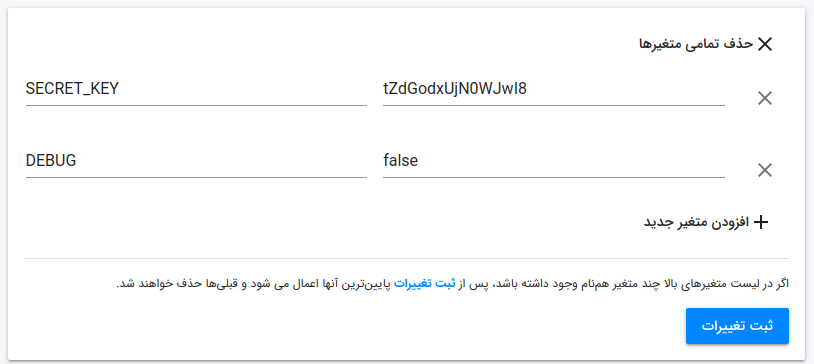 حذف تمامی متغیرها
SECRET_KEY tZdGodxUjN0WJwI8
DEBUG false
افزودن متغیر جدید
اگر در لیست متغیرهای بالا چند متغیر هم‌نام وجود داشته باشد، پس از ثبت تغییرات پایین‌ترین آنها اعمال می شود و قبلی‌ها حذف خواهند شد.
ثبت تغییرات